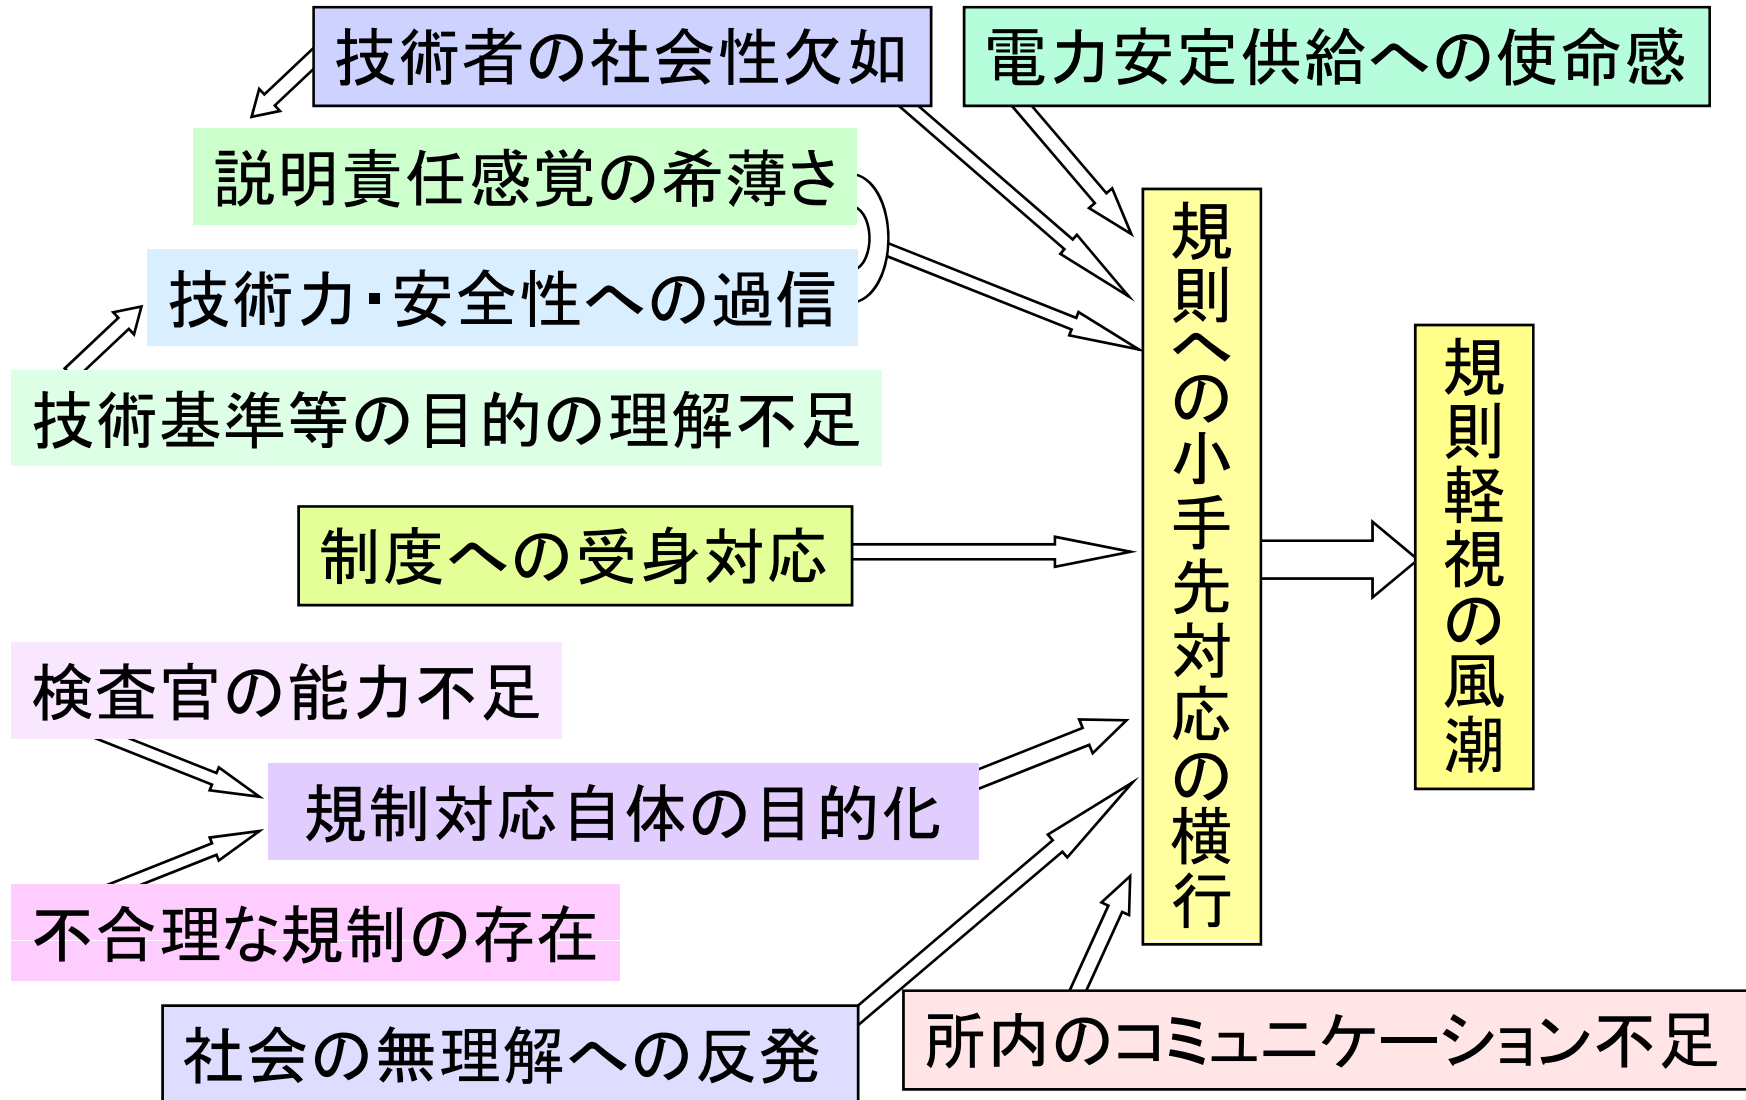 技術者の社会性欠如
電力安定供給への使命感
説明責任感覚の希薄さ
技術力・安全性への過信
技術基準等の目的の理解不足
制度への受身対応
検査官の能力不足
規制対応自体の目的化
不合理な規制の存在
社会の無理解への反発
所内のコミュニケーション不足
規則への小手先対応の横行
規則軽視の風潮